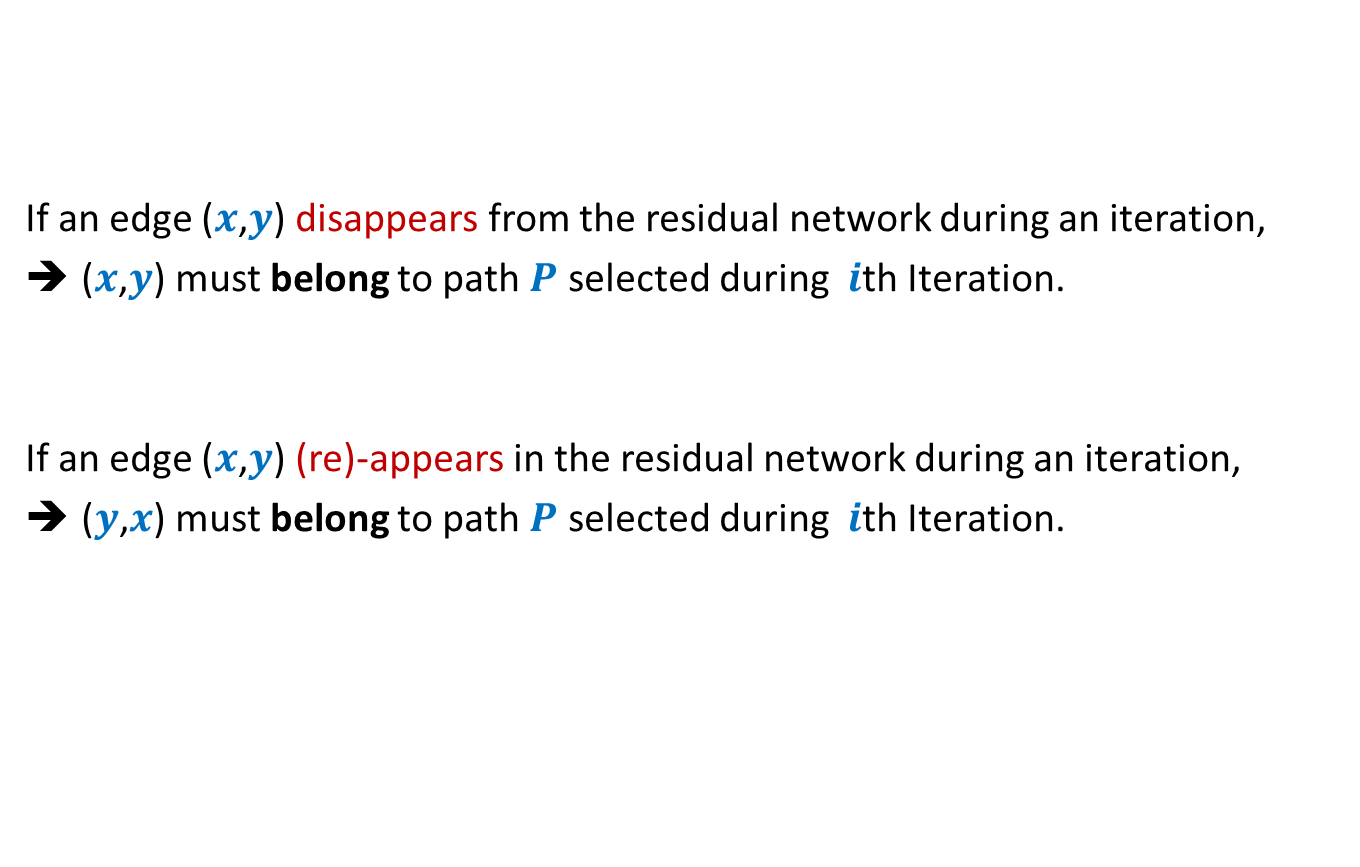 If an edge (x,y) disappears from the residual network during an iteration,
➔ (x,y) must belong to path P selected during ith Iteration.
If an edge (x,y) (re)-appears in the residual network during an iteration,
➔ (y,x) must belong to path P selected during ith Iteration.